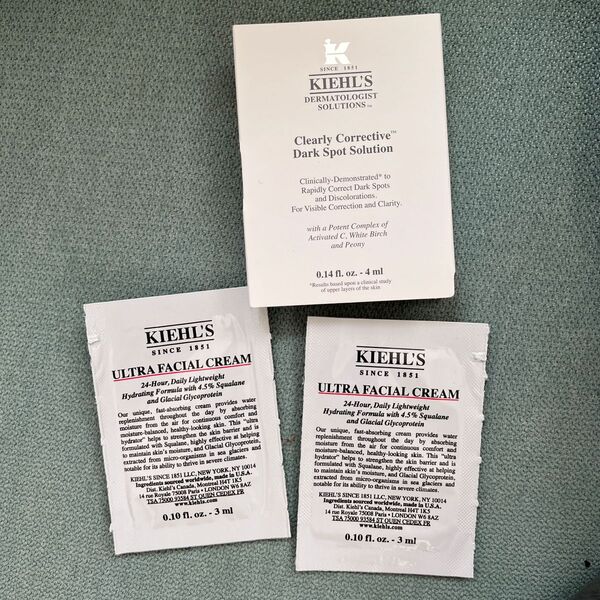 K
SINCE 1851
KIEHL'S
DERMATOLOGIST
SOLUTIONS™
Clearly Corrective™
Dark Spot Solution
Clinically-Demonstrated* to
Rapidly Correct Dark Spots
and Discolorations.
For Visible Correction and Clarity.
with a Potent Complex of
Activated C, White Birch
and Peony
0.14 fl. oz. - 4 ml
*Results based upon a clinical study
of upper layers of the skin
KIEHL'S
SINCE 1851
ULTRA FACIAL CREAM
24-Hour, Daily Lightweight
Hydrating Formula with 4.5% Squalane
and Glacial Glycoprotein
Our unique, fast-absorbing cream provides water
replenishment throughout the day by absorbing
moisture from the air for continuous comfort and
moisture-balanced, healthy-looking skin. This "ultra
hydrator" helps to strengthen the skin barrier and is
formulated with Squalane, highly effective at helping
to maintain skin's moisture, and Glacial Glycoprotein,
extracted from micro-organisms in sea glaciers and
notable for its ability to thrive in severe climates.
KIEHL'S SINCE 1851 LLC, NEW YORK, NY 10014
Ingredients sourced worldwide, made in U.S.A.
Dist. Kiehl's Canada, Montreal H4T 1K5
14 rue Royale 75008 Paris • LONDON W6 8AZ
TSA 75000 93584 ST OUEN CEDEX FR
www.kiehls.com
0.10 fl. oz. - 3 ml
KIEHL'S
SINCE 1851
ULTRA FACIAL CREAM
24-Hour, Daily Lightweight
Hydrating Formula with 4.5% Squalane
and Glacial Glycoprotein
Our unique, fast-absorbing cream provides water
replenishment throughout the day by absorbing
moisture from the air for continuous comfort and
moisture-balanced, healthy-looking skin. This "ultra
hydrator" helps to strengthen the skin barrier and is
formulated with Squalane, highly effective at helping
to maintain skin's moisture, and Glacial Glycoprotein,
extracted from micro-organisms in sea glaciers and
notable for its ability to thrive in severe climates.
KIEHL'S SINCE 1851 LLC, NEW YORK, NY 10014
Ingredients sourced worldwide, made in U.S.A.
Dist. Kiehl's Canada, Montreal H4T 1K5
14 rue Royale 75008 Paris • LONDON W6 8AZ
TSA 75000 93584 ST OUEN CEDEX FR
www.kiehls.com
0.10 fl. oz. - 3 ml